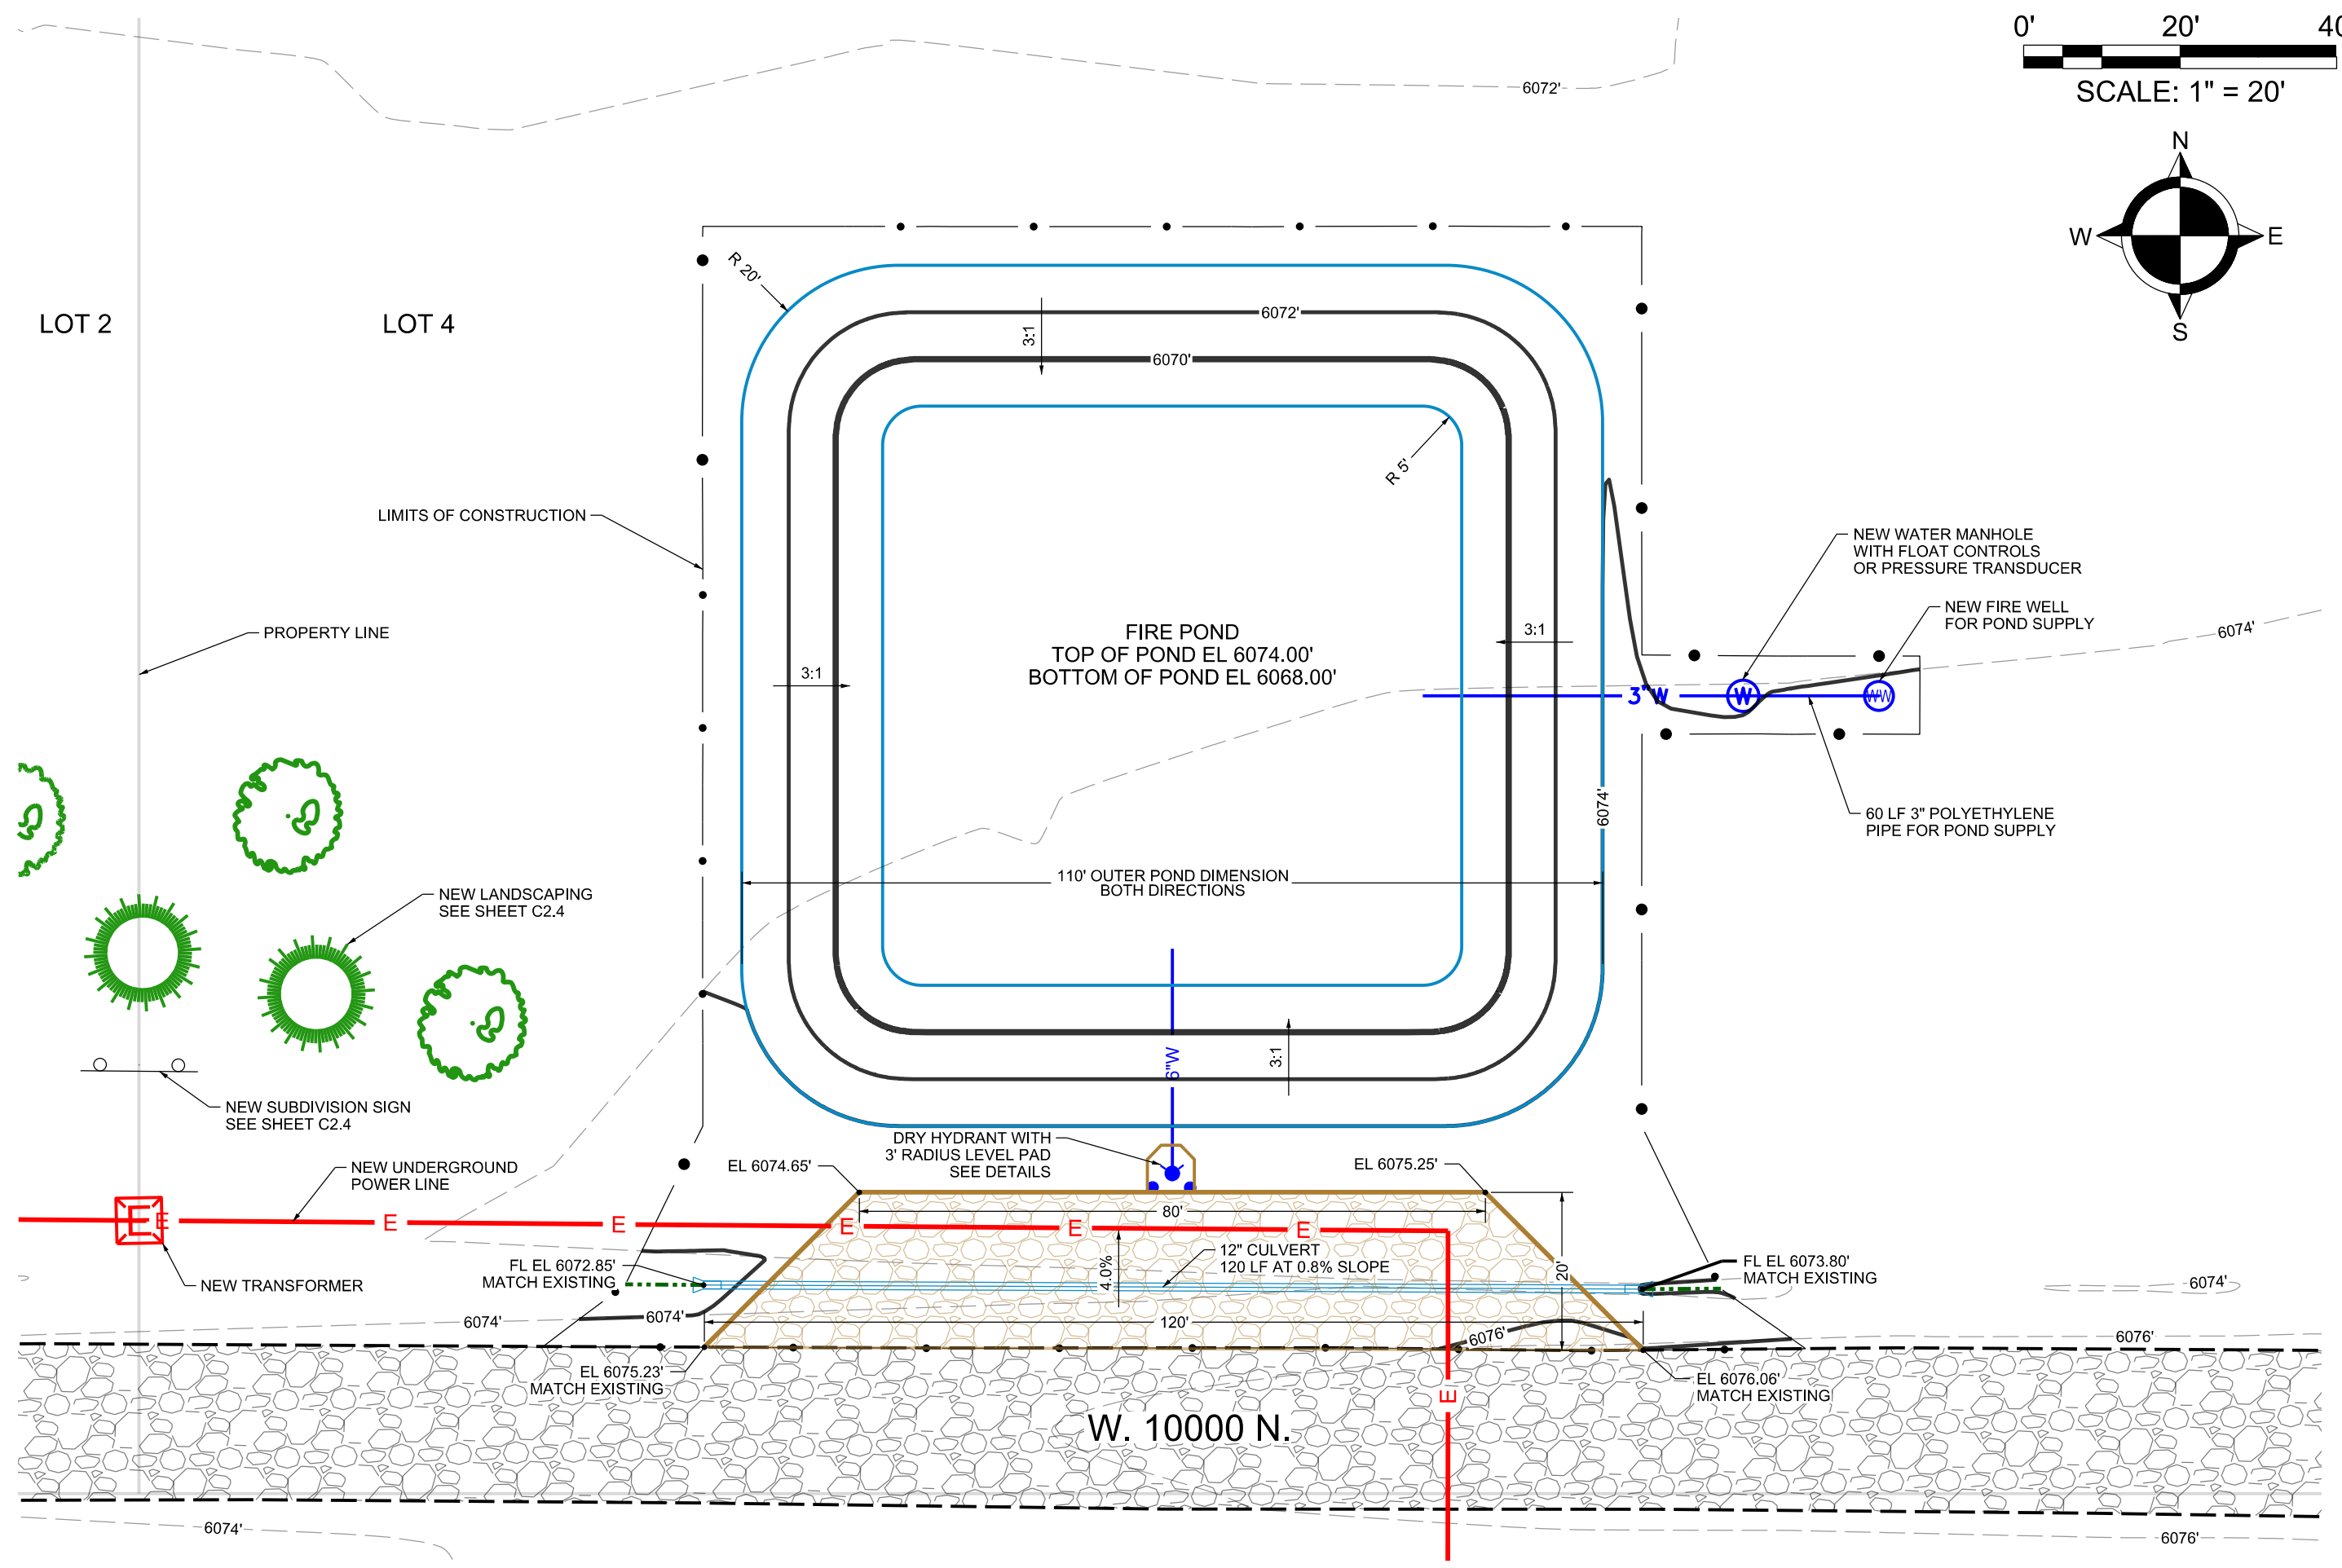 0' 20'
SCALE: 1" = 20'
N
W E
S
6072'
R 20'
6072'
3:1
6070'
LOT 2
LOT 4
R 5'
LIMITS OF CONSTRUCTION
NEW WATER MANHOLE
WITH FLOAT CONTROLS
OR PRESSURE TRANSDUCER
NEW FIRE WELL
FOR POND SUPPLY
PROPERTY LINE
FIRE POND
TOP OF POND EL 6074.00'
BOTTOM OF POND EL 6068.00'
3:1
3:1
6074'
3"W
W
WW
6074'
60 LF 3" POLYETHYLENE
PIPE FOR POND SUPPLY
110' OUTER POND DIMENSION
BOTH DIRECTIONS
NEW LANDSCAPING
SEE SHEET C2.4
6"W
3:1
NEW SUBDIVISION SIGN
SEE SHEET C2.4
DRY HYDRANT WITH
3' RADIUS LEVEL PAD
SEE DETAILS
EL 6074.65'
EL 6075.25'
NEW UNDERGROUND
POWER LINE
E
E
E
E
E
E
E
80'
NEW TRANSFORMER
FL EL 6072.85'
MATCH EXISTING
4.0%
12" CULVERT
120 LF AT 0.8% SLOPE
20'
FL EL 6073.80'
MATCH EXISTING
6074'
6074'
6074'
120'
6076'
6076'
EL 6075.23'
MATCH EXISTING
E
EL 6076.06'
MATCH EXISTING
W. 10000 N.
6074'
6076'